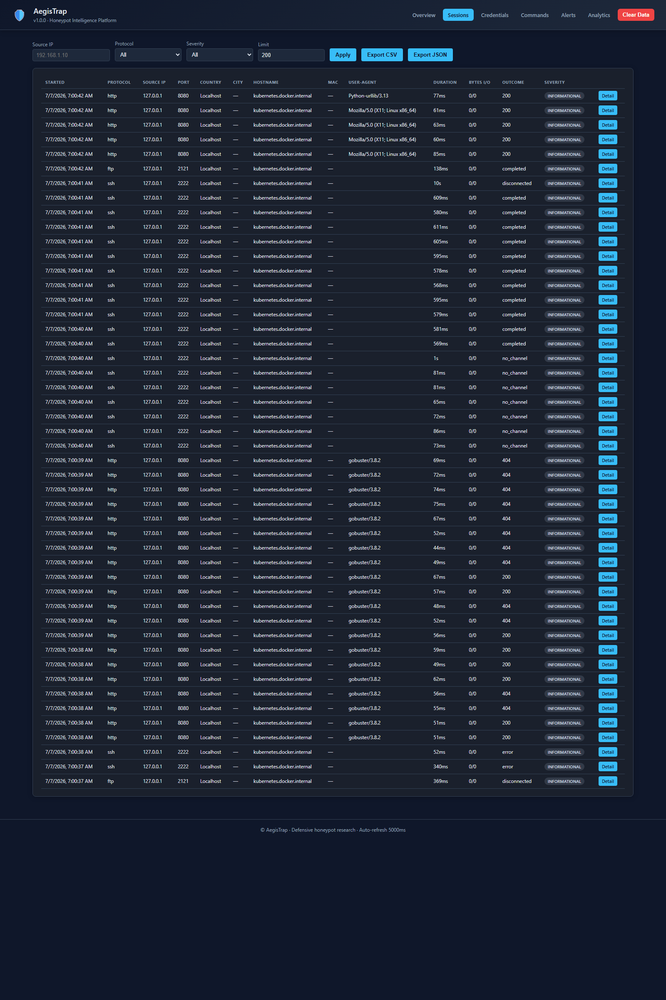 AegisTrap
v1.0.0 · Honeypot Intelligence Platform
Overview Sessions Credentials Commands Alerts Analytics Clear Data
Source IP Protocol Severity Limit
192.168.1.10 All All 200 Apply Export CSV Export JSON
STARTED PROTOCOL SOURCE IP PORT COUNTRY CITY HOSTNAME MAC USER-AGENT DURATION BYTES I/O OUTCOME SEVERITY
7/7/2026, 7:00:42 AM http 127.0.0.1 8080 Localhost — kubernetes.docker.internal — Python-urllib/3.13 77ms 0/0 200 INFORMATIONAL Detail
7/7/2026, 7:00:42 AM http 127.0.0.1 8080 Localhost — kubernetes.docker.internal — Mozilla/5.0 (X11; Linux x86_64) 61ms 0/0 200 INFORMATIONAL Detail
7/7/2026, 7:00:42 AM http 127.0.0.1 8080 Localhost — kubernetes.docker.internal — Mozilla/5.0 (X11; Linux x86_64) 63ms 0/0 200 INFORMATIONAL Detail
7/7/2026, 7:00:42 AM http 127.0.0.1 8080 Localhost — kubernetes.docker.internal — Mozilla/5.0 (X11; Linux x86_64) 60ms 0/0 200 INFORMATIONAL Detail
7/7/2026, 7:00:42 AM http 127.0.0.1 8080 Localhost — kubernetes.docker.internal — Mozilla/5.0 (X11; Linux x86_64) 85ms 0/0 200 INFORMATIONAL Detail
7/7/2026, 7:00:42 AM ftp 127.0.0.1 2121 Localhost — kubernetes.docker.internal — 138ms 0/0 completed INFORMATIONAL Detail
7/7/2026, 7:00:41 AM ssh 127.0.0.1 2222 Localhost — kubernetes.docker.internal — 10s 0/0 disconnected INFORMATIONAL Detail
7/7/2026, 7:00:41 AM ssh 127.0.0.1 2222 Localhost — kubernetes.docker.internal — 609ms 0/0 completed INFORMATIONAL Detail
7/7/2026, 7:00:41 AM ssh 127.0.0.1 2222 Localhost — kubernetes.docker.internal — 580ms 0/0 completed INFORMATIONAL Detail
7/7/2026, 7:00:41 AM ssh 127.0.0.1 2222 Localhost — kubernetes.docker.internal — 611ms 0/0 completed INFORMATIONAL Detail
7/7/2026, 7:00:41 AM ssh 127.0.0.1 2222 Localhost — kubernetes.docker.internal — 605ms 0/0 completed INFORMATIONAL Detail
7/7/2026, 7:00:41 AM ssh 127.0.0.1 2222 Localhost — kubernetes.docker.internal — 595ms 0/0 completed INFORMATIONAL Detail
7/7/2026, 7:00:41 AM ssh 127.0.0.1 2222 Localhost — kubernetes.docker.internal — 578ms 0/0 completed INFORMATIONAL Detail
7/7/2026, 7:00:41 AM ssh 127.0.0.1 2222 Localhost — kubernetes.docker.internal — 568ms 0/0 completed INFORMATIONAL Detail
7/7/2026, 7:00:41 AM ssh 127.0.0.1 2222 Localhost — kubernetes.docker.internal — 595ms 0/0 completed INFORMATIONAL Detail
7/7/2026, 7:00:41 AM ssh 127.0.0.1 2222 Localhost — kubernetes.docker.internal — 579ms 0/0 completed INFORMATIONAL Detail
7/7/2026, 7:00:40 AM ssh 127.0.0.1 2222 Localhost — kubernetes.docker.internal — 581ms 0/0 completed INFORMATIONAL Detail
7/7/2026, 7:00:40 AM ssh 127.0.0.1 2222 Localhost — kubernetes.docker.internal — 569ms 0/0 completed INFORMATIONAL Detail
7/7/2026, 7:00:40 AM ssh 127.0.0.1 2222 Localhost — kubernetes.docker.internal — 1s 0/0 no_channel INFORMATIONAL Detail
7/7/2026, 7:00:40 AM ssh 127.0.0.1 2222 Localhost — kubernetes.docker.internal — 81ms 0/0 no_channel INFORMATIONAL Detail
7/7/2026, 7:00:40 AM ssh 127.0.0.1 2222 Localhost — kubernetes.docker.internal — 81ms 0/0 no_channel INFORMATIONAL Detail
7/7/2026, 7:00:40 AM ssh 127.0.0.1 2222 Localhost — kubernetes.docker.internal — 65ms 0/0 no_channel INFORMATIONAL Detail
7/7/2026, 7:00:40 AM ssh 127.0.0.1 2222 Localhost — kubernetes.docker.internal — 72ms 0/0 no_channel INFORMATIONAL Detail
7/7/2026, 7:00:40 AM ssh 127.0.0.1 2222 Localhost — kubernetes.docker.internal — 86ms 0/0 no_channel INFORMATIONAL Detail
7/7/2026, 7:00:40 AM ssh 127.0.0.1 2222 Localhost — kubernetes.docker.internal — 73ms 0/0 no_channel INFORMATIONAL Detail
7/7/2026, 7:00:39 AM http 127.0.0.1 8080 Localhost — kubernetes.docker.internal — gobuster/3.8.2 69ms 0/0 404 INFORMATIONAL Detail
7/7/2026, 7:00:39 AM http 127.0.0.1 8080 Localhost — kubernetes.docker.internal — gobuster/3.8.2 72ms 0/0 404 INFORMATIONAL Detail
7/7/2026, 7:00:39 AM http 127.0.0.1 8080 Localhost — kubernetes.docker.internal — gobuster/3.8.2 74ms 0/0 404 INFORMATIONAL Detail
7/7/2026, 7:00:39 AM http 127.0.0.1 8080 Localhost — kubernetes.docker.internal — gobuster/3.8.2 75ms 0/0 404 INFORMATIONAL Detail
7/7/2026, 7:00:39 AM http 127.0.0.1 8080 Localhost — kubernetes.docker.internal — gobuster/3.8.2 67ms 0/0 404 INFORMATIONAL Detail
7/7/2026, 7:00:39 AM http 127.0.0.1 8080 Localhost — kubernetes.docker.internal — gobuster/3.8.2 52ms 0/0 404 INFORMATIONAL Detail
7/7/2026, 7:00:39 AM http 127.0.0.1 8080 Localhost — kubernetes.docker.internal — gobuster/3.8.2 44ms 0/0 404 INFORMATIONAL Detail
7/7/2026, 7:00:39 AM http 127.0.0.1 8080 Localhost — kubernetes.docker.internal — gobuster/3.8.2 49ms 0/0 404 INFORMATIONAL Detail
7/7/2026, 7:00:39 AM http 127.0.0.1 8080 Localhost — kubernetes.docker.internal — gobuster/3.8.2 67ms 0/0 200 INFORMATIONAL Detail
7/7/2026, 7:00:39 AM http 127.0.0.1 8080 Localhost — kubernetes.docker.internal — gobuster/3.8.2 57ms 0/0 200 INFORMATIONAL Detail
7/7/2026, 7:00:39 AM http 127.0.0.1 8080 Localhost — kubernetes.docker.internal — gobuster/3.8.2 48ms 0/0 404 INFORMATIONAL Detail
7/7/2026, 7:00:39 AM http 127.0.0.1 8080 Localhost — kubernetes.docker.internal — gobuster/3.8.2 52ms 0/0 404 INFORMATIONAL Detail
7/7/2026, 7:00:39 AM http 127.0.0.1 8080 Localhost — kubernetes.docker.internal — gobuster/3.8.2 56ms 0/0 200 INFORMATIONAL Detail
7/7/2026, 7:00:38 AM http 127.0.0.1 8080 Localhost — kubernetes.docker.internal — gobuster/3.8.2 59ms 0/0 200 INFORMATIONAL Detail
7/7/2026, 7:00:38 AM http 127.0.0.1 8080 Localhost — kubernetes.docker.internal — gobuster/3.8.2 49ms 0/0 200 INFORMATIONAL Detail
7/7/2026, 7:00:38 AM http 127.0.0.1 8080 Localhost — kubernetes.docker.internal — gobuster/3.8.2 62ms 0/0 200 INFORMATIONAL Detail
7/7/2026, 7:00:38 AM http 127.0.0.1 8080 Localhost — kubernetes.docker.internal — gobuster/3.8.2 56ms 0/0 404 INFORMATIONAL Detail
7/7/2026, 7:00:38 AM http 127.0.0.1 8080 Localhost — kubernetes.docker.internal — gobuster/3.8.2 55ms 0/0 404 INFORMATIONAL Detail
7/7/2026, 7:00:38 AM http 127.0.0.1 8080 Localhost — kubernetes.docker.internal — gobuster/3.8.2 51ms 0/0 200 INFORMATIONAL Detail
7/7/2026, 7:00:38 AM http 127.0.0.1 8080 Localhost — kubernetes.docker.internal — gobuster/3.8.2 51ms 0/0 200 INFORMATIONAL Detail
7/7/2026, 7:00:38 AM ssh 127.0.0.1 2222 Localhost — kubernetes.docker.internal — 52ms 0/0 error INFORMATIONAL Detail
7/7/2026, 7:00:37 AM ssh 127.0.0.1 2222 Localhost — kubernetes.docker.internal — 340ms 0/0 error INFORMATIONAL Detail
7/7/2026, 7:00:37 AM ftp 127.0.0.1 2121 Localhost — kubernetes.docker.internal — 369ms 0/0 disconnected INFORMATIONAL Detail
© AegisTrap · Defensive honeypot research · Auto-refresh 5000ms